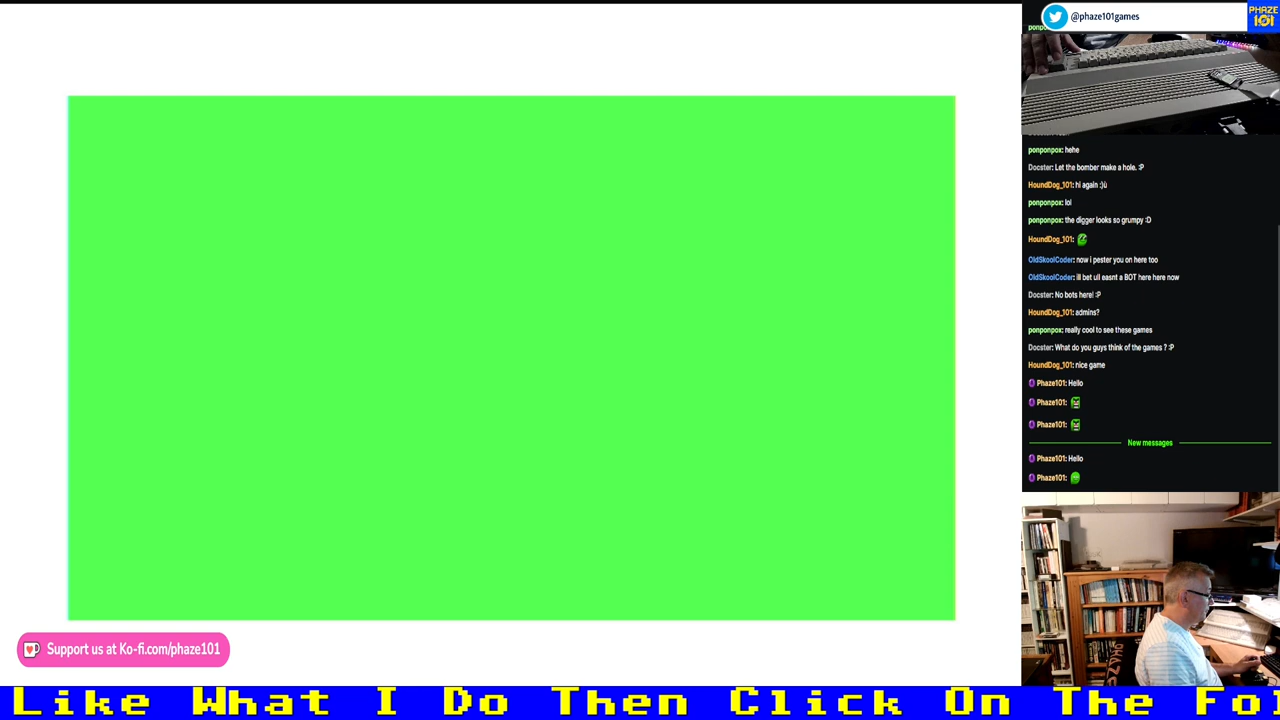 @phaze101games
PHAZE
101
ponponpox: hehe
Docster: Let the bomber make a hole. :P
HoundDog_101: hi again :)ù
ponponpox: lol
ponponpox: the digger looks so grumpy :D
HoundDog_101:
OldSkoolCoder: now i pester you on here too
OldSkoolCoder: ill bet ull easnt a BOT here here now
Docster: No bots here! :P
HoundDog_101: admins?
ponponpox: really cool to see these games
Docster: What do you guys think of the games ? :P
HoundDog_101: nice game
Phaze101: Hello
Phaze101:
Phaze101:
New messages
Phaze101: Hello
Phaze101:
Support us at Ko-fi.com/phaze101
Like What I Do Then Click On The Fol